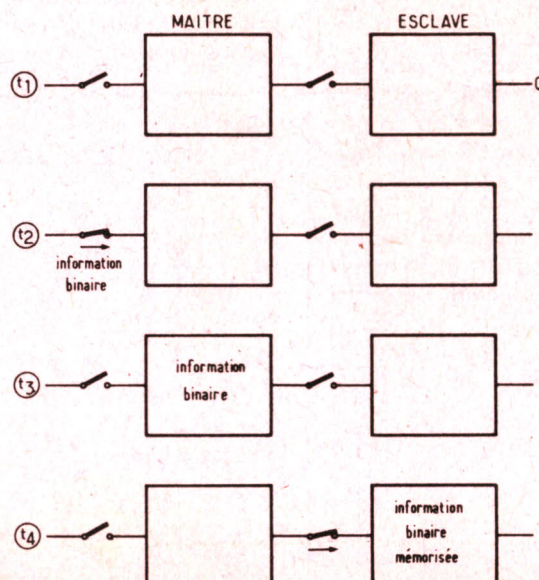 MAITRE ESCLAVE
t1
t2
information
binaire
t3
information
binaire
t4
information
binaire
mémorisée